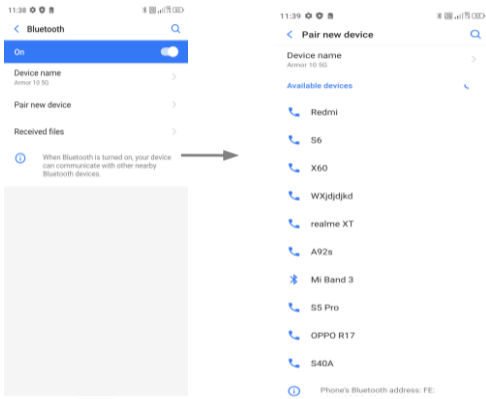 11:38
Bluetooth
On
Device name
Armor 10 5G
Pair new device
Received files
When Bluetooth is turned on, your device
can communicate with other nearby
Bluetooth devices.
11:39
Pair new device
Device name
Armor 10 5G
Available devices
Redmi
S6
X60
WXjdjdjkd
realme XT
A92s
Mi Band 3
S5 Pro
OPPO R17
S40A
Phone's Bluetooth address: FE: